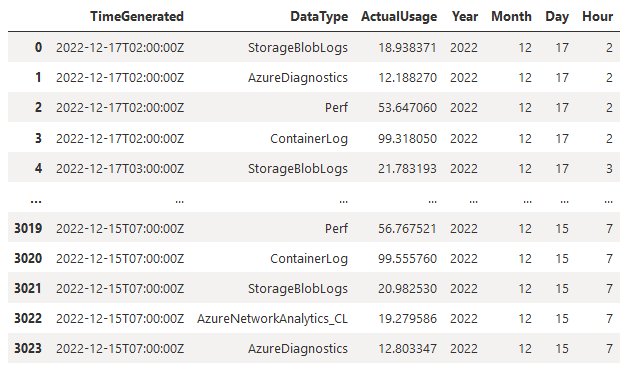 TimeGenerated DataType ActualUsage Year Month Day Hour
0 2022-12-17T02:00:00Z StorageBlobLogs 18.938371 2022 12 17 2
1 2022-12-17T02:00:00Z AzureDiagnostics 12.188270 2022 12 17 2
2 2022-12-17T02:00:00Z Perf 53.647060 2022 12 17 2
3 2022-12-17T02:00:00Z ContainerLog 99.318050 2022 12 17 2
4 2022-12-17T03:00:00Z StorageBlobLogs 21.783193 2022 12 17 3
... ... ... ... ... ... ... ...
3019 2022-12-15T07:00:00Z Perf 56.767521 2022 12 15 7
3020 2022-12-15T07:00:00Z ContainerLog 99.555760 2022 12 15 7
3021 2022-12-15T07:00:00Z StorageBlobLogs 20.982530 2022 12 15 7
3022 2022-12-15T07:00:00Z AzureNetworkAnalytics_CL 19.279586 2022 12 15 7
3023 2022-12-15T07:00:00Z AzureDiagnostics 12.803347 2022 12 15 7